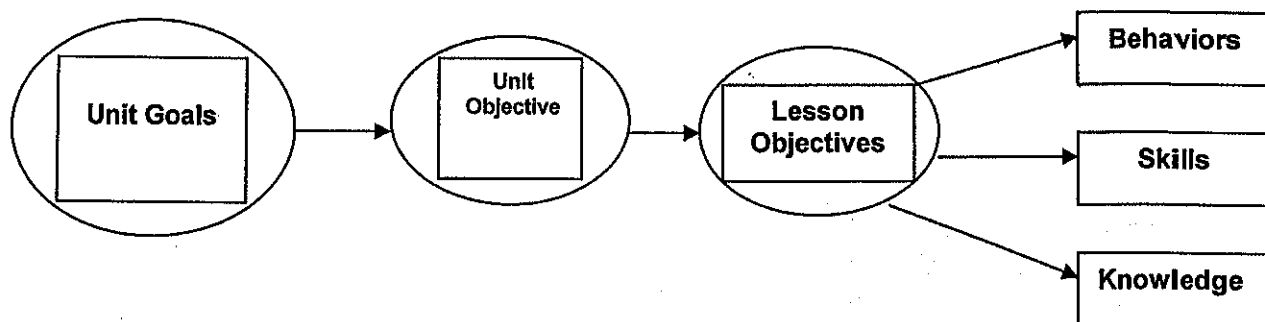 Unit Goals
Unit
Objective
Lesson
Objectives
Behaviors
Skills
Knowledge